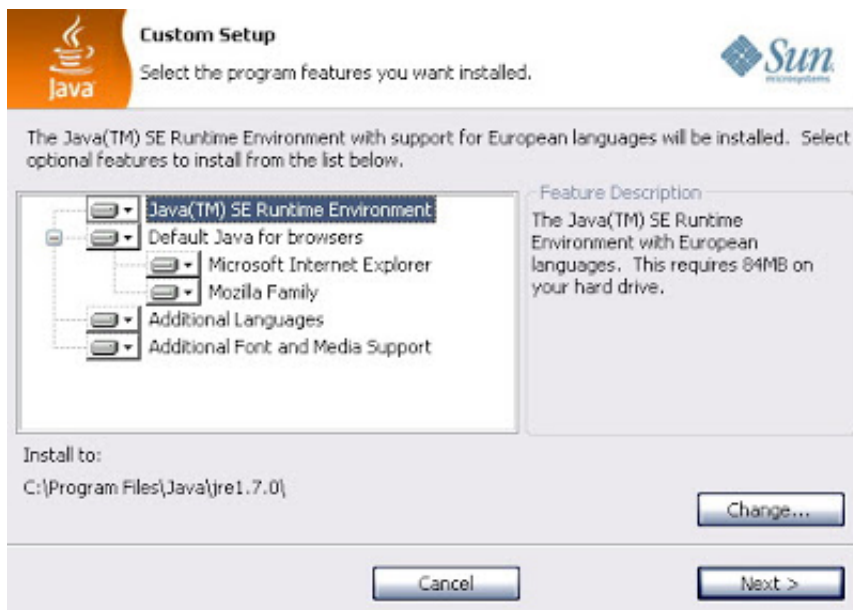 Java
Custom Setup
Select the program features you want installed.
Sun
microsystems
The Java(TM) SE Runtime Environment with support for European languages will be installed. Select
optional features to install from the list below.
Java(TM) SE Runtime Environment
Default Java for browsers
Microsoft Internet Explorer
Mozilla Family
Additional Languages
Additional Font and Media Support
Feature Description
The Java(TM) SE Runtime
Environment with European
languages. This requires 84MB on
your hard drive.
Install to:
C:\Program Files\Java\jre1.7.0\
Change...
Cancel
Next >